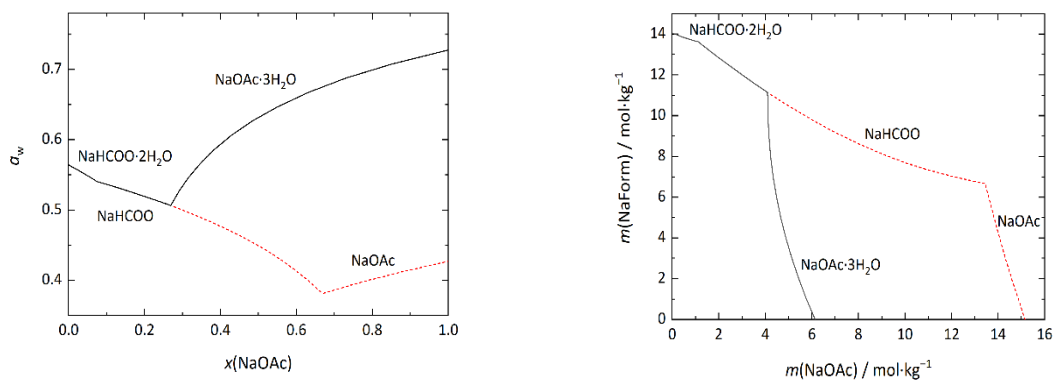 0.7
0.6
0.5
0.4
a_w
NaHCOO·2H₂O
NaHCOO
NaOAc·3H₂O
NaOAc
0.0 0.2 0.4 0.6 0.8 1.0
x(NaOAc)
14
12
10
8
6
4
2
0
m(NaForm) / mol·kg⁻¹
NaHCOO·2H₂O
NaHCOO
NaOAc
NaOAc·3H₂O
0 2 4 6 8 10 12 14 16
m(NaOAc) / mol·kg⁻¹